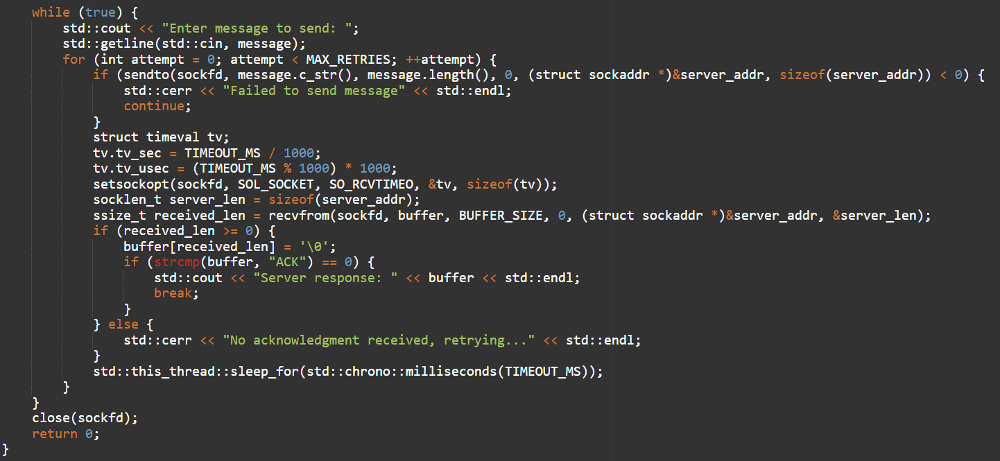 while (true) {
std::cout << "Enter message to send: ";
std::getline(std::cin, message);
for (int attempt = 0; attempt < MAX_RETRIES; ++attempt) {
if (sendto(sockfd, message.c_str(), message.length(), 0, (struct sockaddr *)&server_addr, sizeof(server_addr)) < 0) {
std::cerr << "Failed to send message" << std::endl;
continue;
}
struct timeval tv;
tv.tv_sec = TIMEOUT_MS / 1000;
tv.tv_usec = (TIMEOUT_MS % 1000) * 1000;
setsockopt(sockfd, SOL_SOCKET, SO_RCVTIMEO, &tv, sizeof(tv));
socklen_t server_len = sizeof(server_addr);
ssize_t received_len = recvfrom(sockfd, buffer, BUFFER_SIZE, 0, (struct sockaddr *)&server_addr, &server_len);
if (received_len >= 0) {
buffer[received_len] = '\0';
if (strcmp(buffer, "ACK") == 0) {
std::cout << "Server response: " << buffer << std::endl;
break;
}
} else {
std::cerr << "No acknowledgment received, retrying..." << std::endl;
}
std::this_thread::sleep_for(std::chrono::milliseconds(TIMEOUT_MS));
}
}
close(sockfd);
return 0;
}